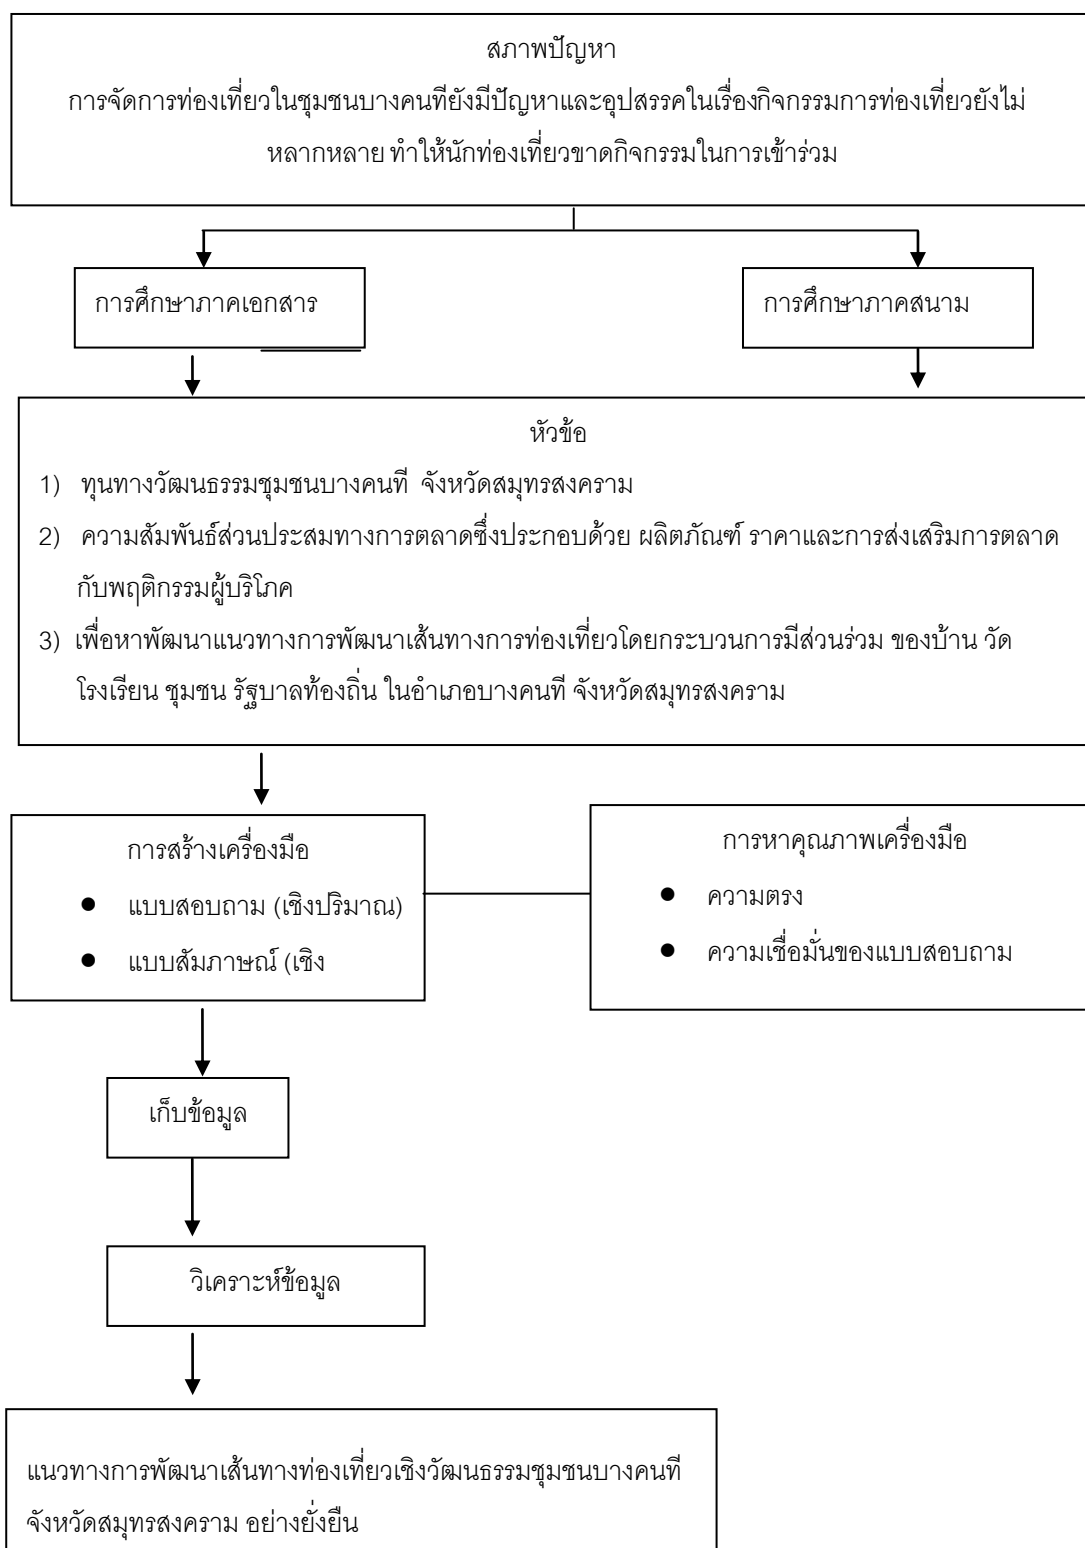 สภาพปัญหา
การจัดการท่องเที่ยวในชุมชนบางคนทียังมีปัญหาและอุปสรรคในเรื่องกิจกรรมการท่องเที่ยวยังไม่
หลากหลาย ทำให้นักท่องเที่ยวขาดกิจกรรมในการเข้าร่วม
การศึกษาภาคเอกสาร
การศึกษาภาคสนาม
หัวข้อ
1) ทุนทางวัฒนธรรมชุมชนบางคนที จังหวัดสมุทรสงคราม
2) ความสัมพันธ์ส่วนประสมทางการตลาดซึ่งประกอบด้วย ผลิตภัณฑ์ ราคาและการส่งเสริมการตลาด
กับพฤติกรรมผู้บริโภค
3) เพื่อหาพัฒนาแนวทางการพัฒนาเส้นทางการท่องเที่ยวโดยกระบวนการมีส่วนร่วม ของบ้าน วัด
โรงเรียน ชุมชน รัฐบาลท้องถิ่น ในอำเภอบางคนที จังหวัดสมุทรสงคราม
การสร้างเครื่องมือ
● แบบสอบถาม (เชิงปริมาณ)
● แบบสัมภาษณ์ (เชิง
การหาคุณภาพเครื่องมือ
● ความตรง
● ความเชื่อมั่นของแบบสอบถาม
เก็บข้อมูล
วิเคราะห์ข้อมูล
แนวทางการพัฒนาเส้นทางท่องเที่ยวเชิงวัฒนธรรมชุมชนบางคนที
จังหวัดสมุทรสงคราม อย่างยั่งยืน